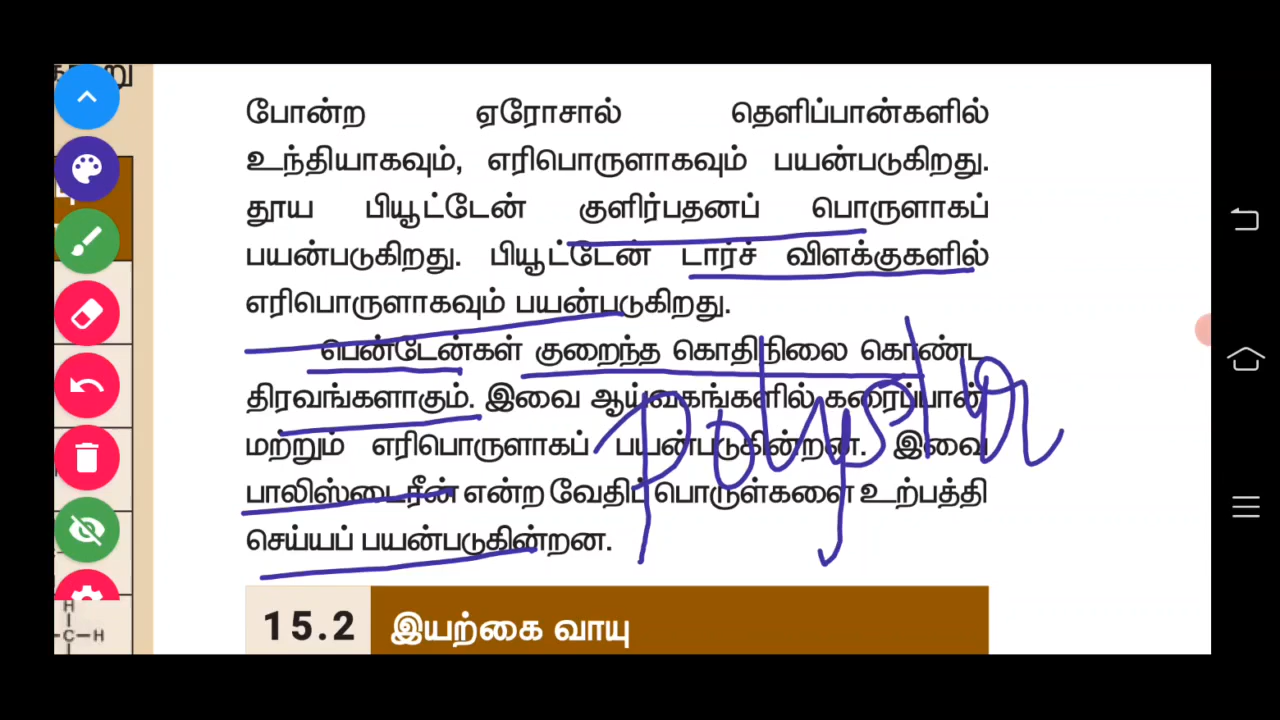 போன்ற ஏரோசால் தெளிப்பான்களில்
உந்தியாகவும், எரிபொருளாகவும் பயன்படுகிறது.
தூய பியூட்டேன் குளிர்பதனப் பொருளாகப்
பயன்படுகிறது. பியூட்டேன் டார்ச் விளக்குகளில்
எரிபொருளாகவும் பயன்படுகிறது.
பென்டேன்கள் குறைந்த கொதிநிலை கொண்ட
திரவங்களாகும். இவை ஆய்வகங்களில் கரைப்பான்
மற்றும் எரிபொருளாகப் பயன்படுகின்றன. இவை
பாலிஸ்டைரீன் என்ற வேதிப் பொருள்களை உற்பத்தி
செய்யப் பயன்படுகின்றன.
15.2 இயற்கை வாயு
H
C–H